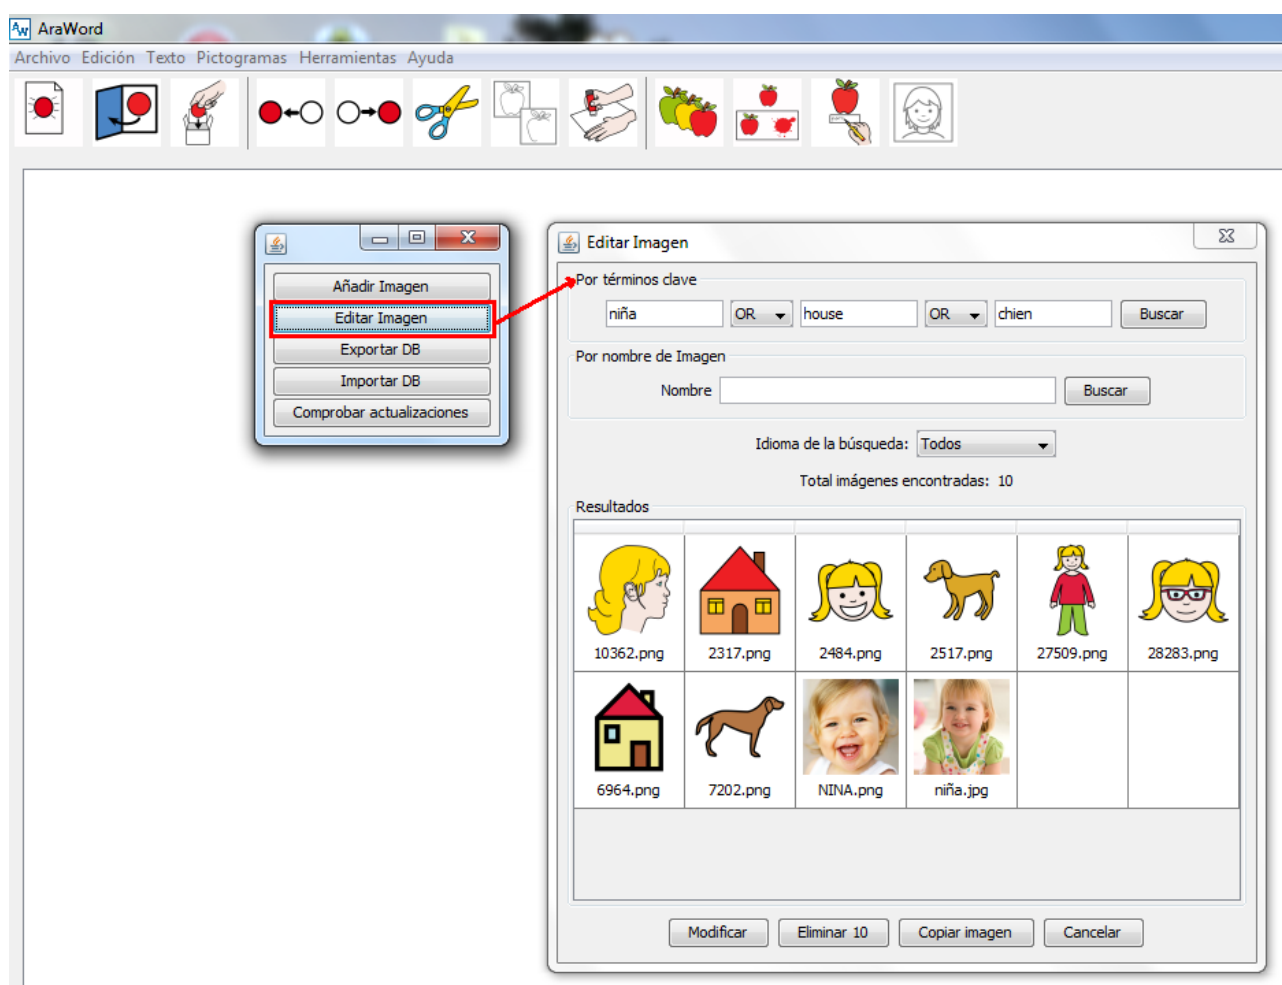 AW AraWord
Archivo Edición Texto Pictogramas Herramientas Ayuda
Añadir Imagen
Editar Imagen
Exportar DB
Importar DB
Comprobar actualizaciones
Editar Imagen
Por términos clave
niña OR house OR chien Buscar
Por nombre de Imagen
Nombre Buscar
Idioma de la búsqueda: Todos
Total imágenes encontradas: 10
Resultados
10362.png 2317.png 2484.png 2517.png 27509.png 28283.png
6964.png 7202.png NINA.png niña.jpg
Modificar Eliminar 10 Copiar imagen Cancelar